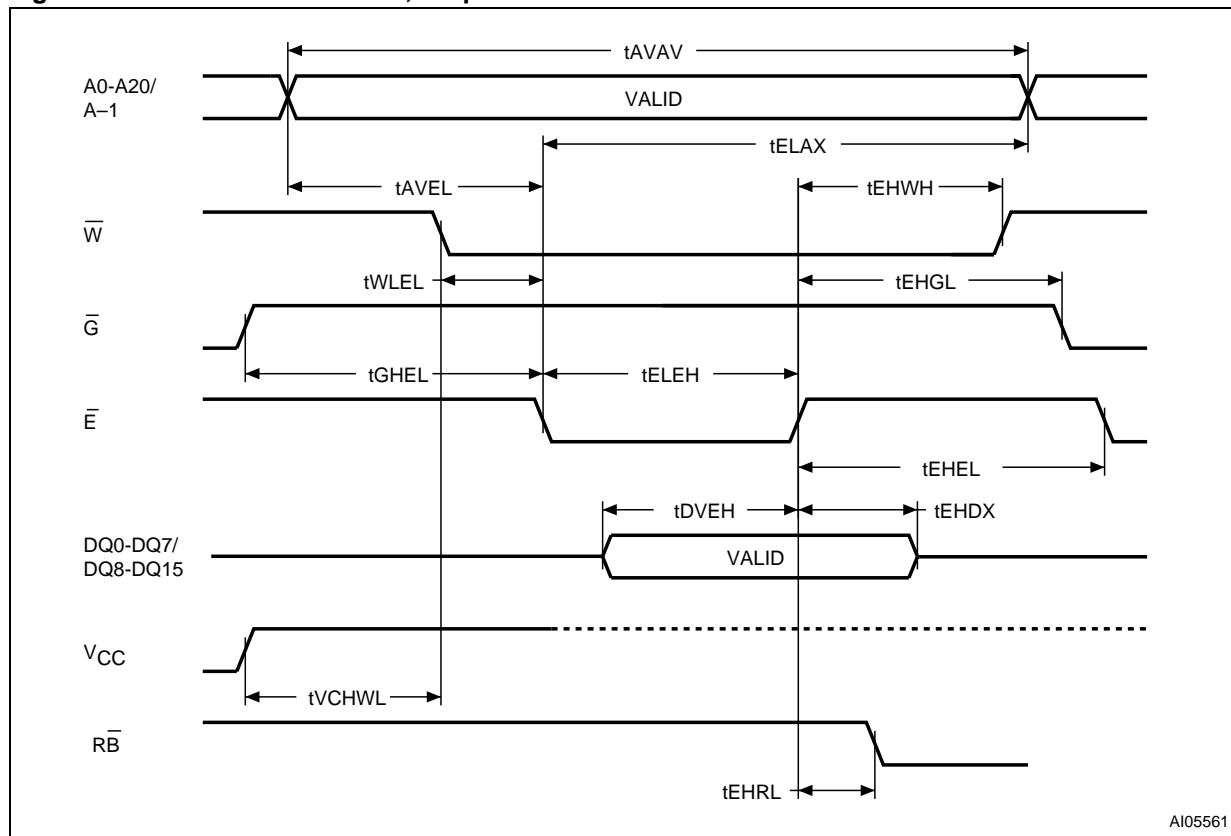 tAVAV
A0-A20/
A–1
VALID
tELAX
tAVEL
tEHWH
W̅
tWLEL
tEHGL
G̅
tGHEL
tELEH
E̅
tEHEL
tDVEH
tEHDX
DQ0-DQ7/
DQ8-DQ15
VALID
VCC
tVCHWL
RB̅
tEHRL
AI05561